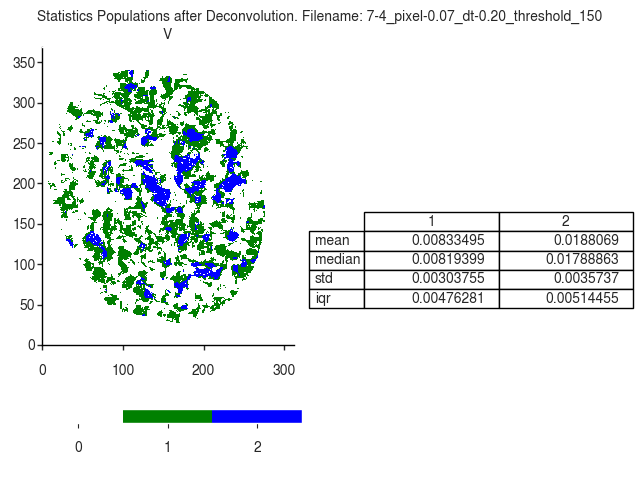 Statistics Populations after Deconvolution. Filename: 7-4_pixel-0.07_dt-0.20_threshold_150
V
350
300
250
200
150
100
50
0
0 100 200 300
1 2
mean 0.00833495 0.0188069
median 0.00819399 0.01788863
std 0.00303755 0.0035737
iqr 0.00476281 0.00514455
0 1 2